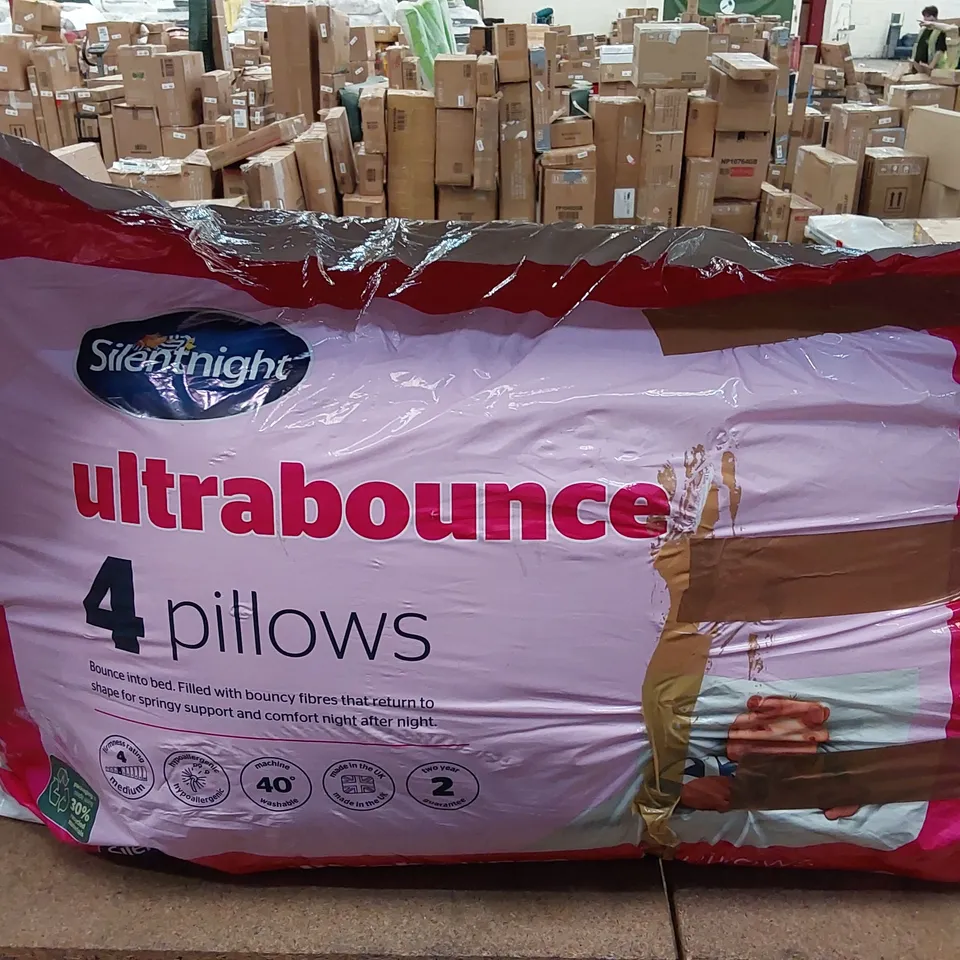 Silentnight
ultrabounce
4 pillows
Bounce into bed. Filled with bouncy fibres that return to
shape for springy support and comfort night after night.
firmness rating
4
medium
hypoallergenic
hypoallergenic
machine
40°
washable
made in the UK
made in the UK
two year
2
guarantee
30%